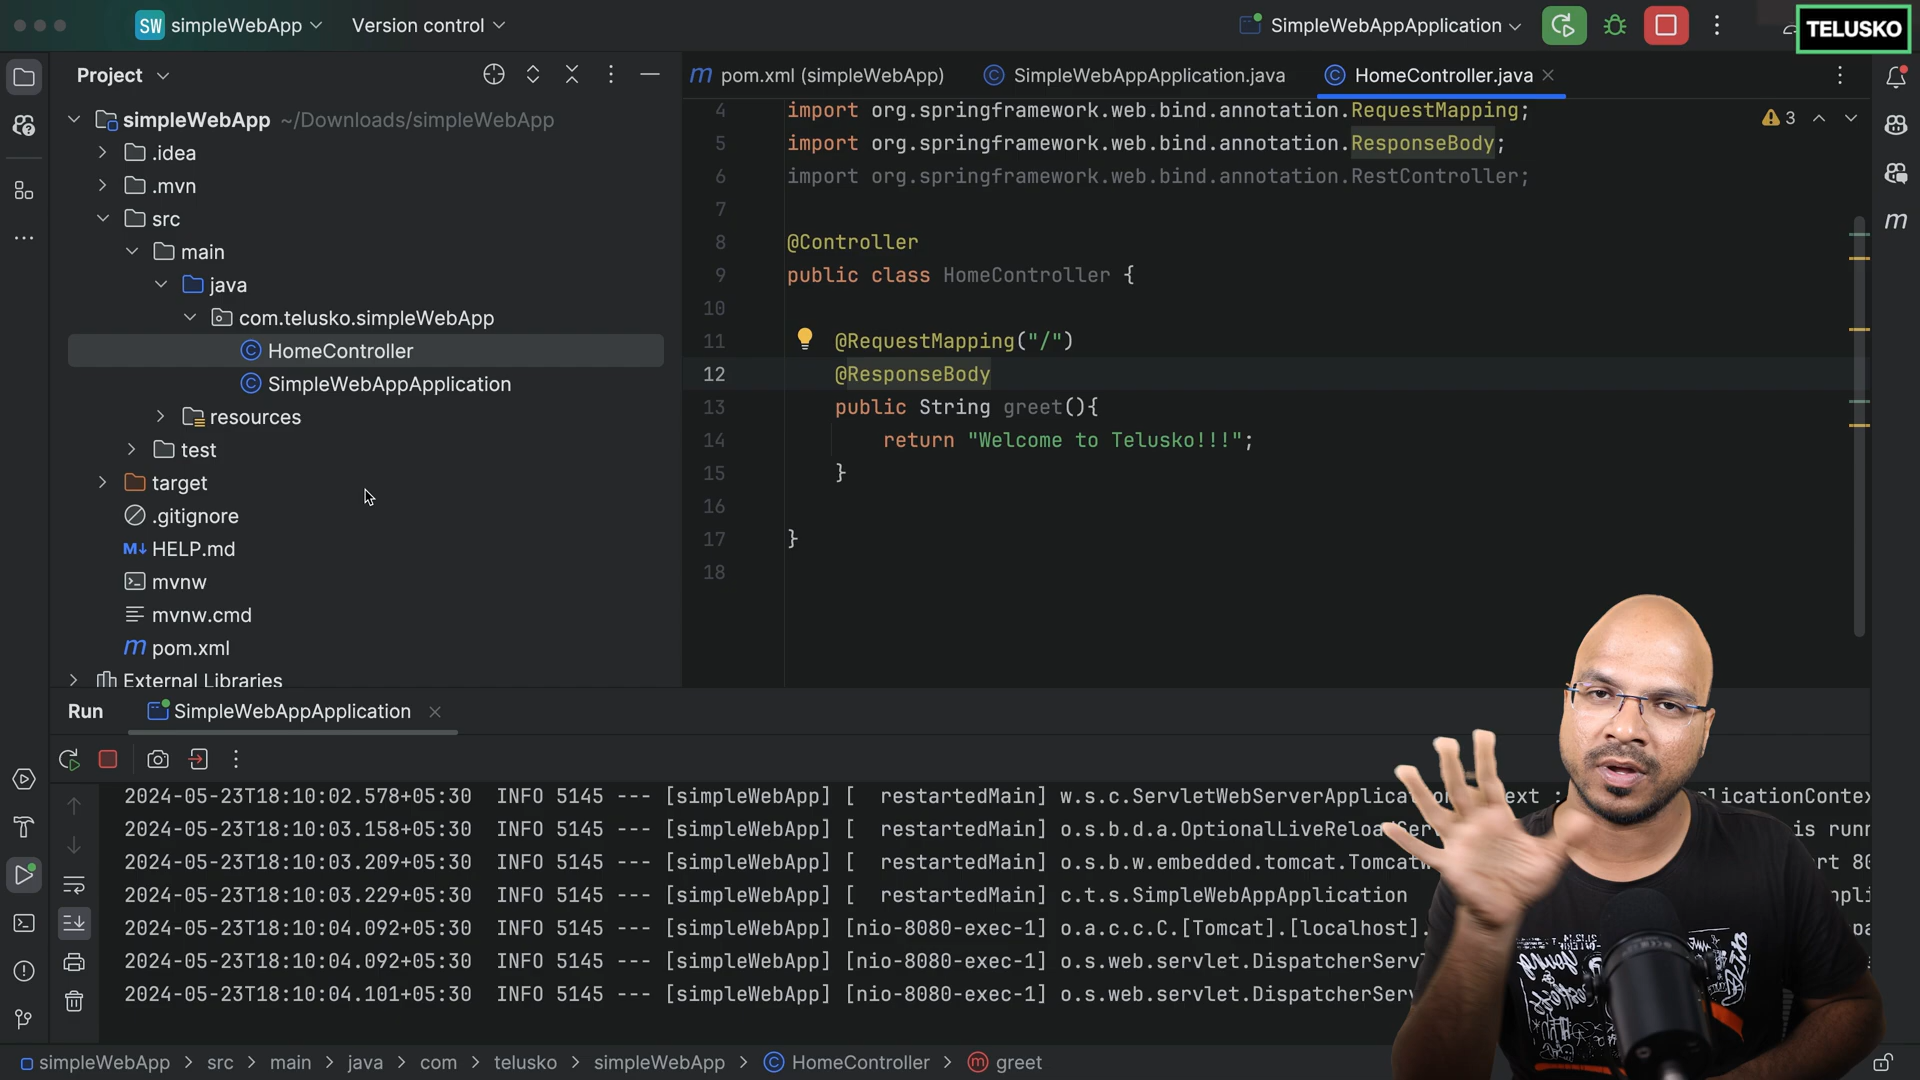 SW simpleWebApp Version control SimpleWebAppApplication TELUSKO
Project
pom.xml (simpleWebApp) SimpleWebAppApplication.java HomeController.java
simpleWebApp ~/Downloads/simpleWebApp
.idea
.mvn
src
main
java
com.telusko.simpleWebApp
HomeController
SimpleWebAppApplication
resources
test
target
.gitignore
HELP.md
mvnw
mvnw.cmd
pom.xml
External Libraries
3
4 import org.springframework.web.bind.annotation.RequestMapping;
5 import org.springframework.web.bind.annotation.ResponseBody;
6 import org.springframework.web.bind.annotation.RestController;
7
8 @Controller
9 public class HomeController {
10
11 @RequestMapping("/")
12 @ResponseBody
13 public String greet(){
14 return "Welcome to Telusko!!!";
15 }
16
17 }
18
Run SimpleWebAppApplication
2024-05-23T18:10:02.578+05:30 INFO 5145 --- [simpleWebApp] [ restartedMain] w.s.c.ServletWebServerApplicat
2024-05-23T18:10:03.158+05:30 INFO 5145 --- [simpleWebApp] [ restartedMain] o.s.b.d.a.OptionalLiveReloadSer is
2024-05-23T18:10:03.209+05:30 INFO 5145 --- [simpleWebApp] [ restartedMain] o.s.b.w.embedded.tomcat.Tomcat
2024-05-23T18:10:03.229+05:30 INFO 5145 --- [simpleWebApp] [ restartedMain] c.t.s.SimpleWebAppApplication
2024-05-23T18:10:04.092+05:30 INFO 5145 --- [simpleWebApp] [nio-8080-exec-1] o.a.c.c.C.[Tomcat].[localhost].
2024-05-23T18:10:04.092+05:30 INFO 5145 --- [simpleWebApp] [nio-8080-exec-1] o.s.web.servlet.DispatcherServ
2024-05-23T18:10:04.101+05:30 INFO 5145 --- [simpleWebApp] [nio-8080-exec-1] o.s.web.servlet.DispatcherServ
simpleWebApp > src > main > java > com > telusko > simpleWebApp > HomeController > greet